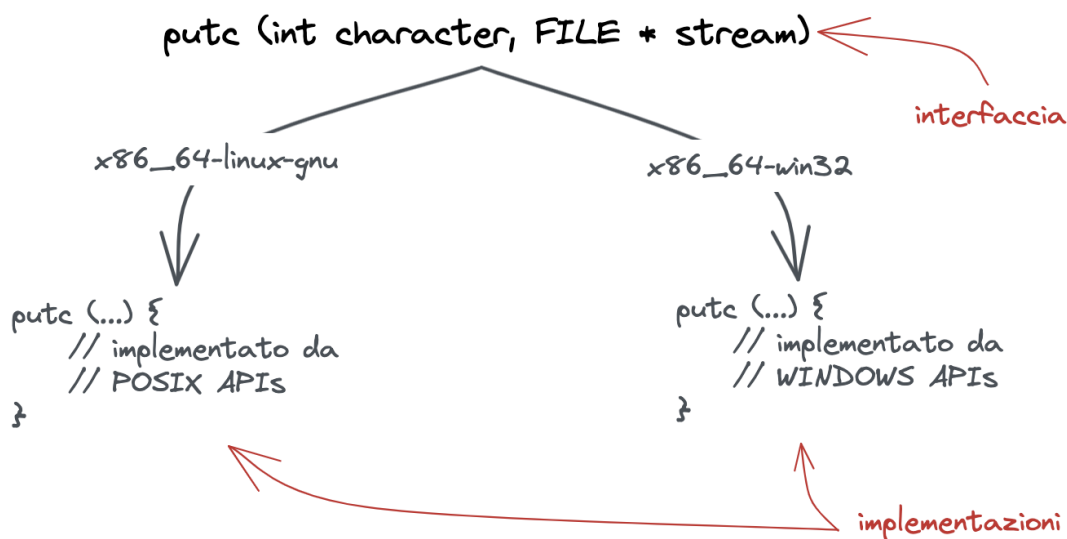 putc (int character, FILE * stream)
interfaccia
x86_64-linux-gnu
x86_64-win32
putc (...) {
// implementato da
// POSIX APIs
}
putc (...) {
// implementato da
// WINDOWS APIs
}
implementazioni